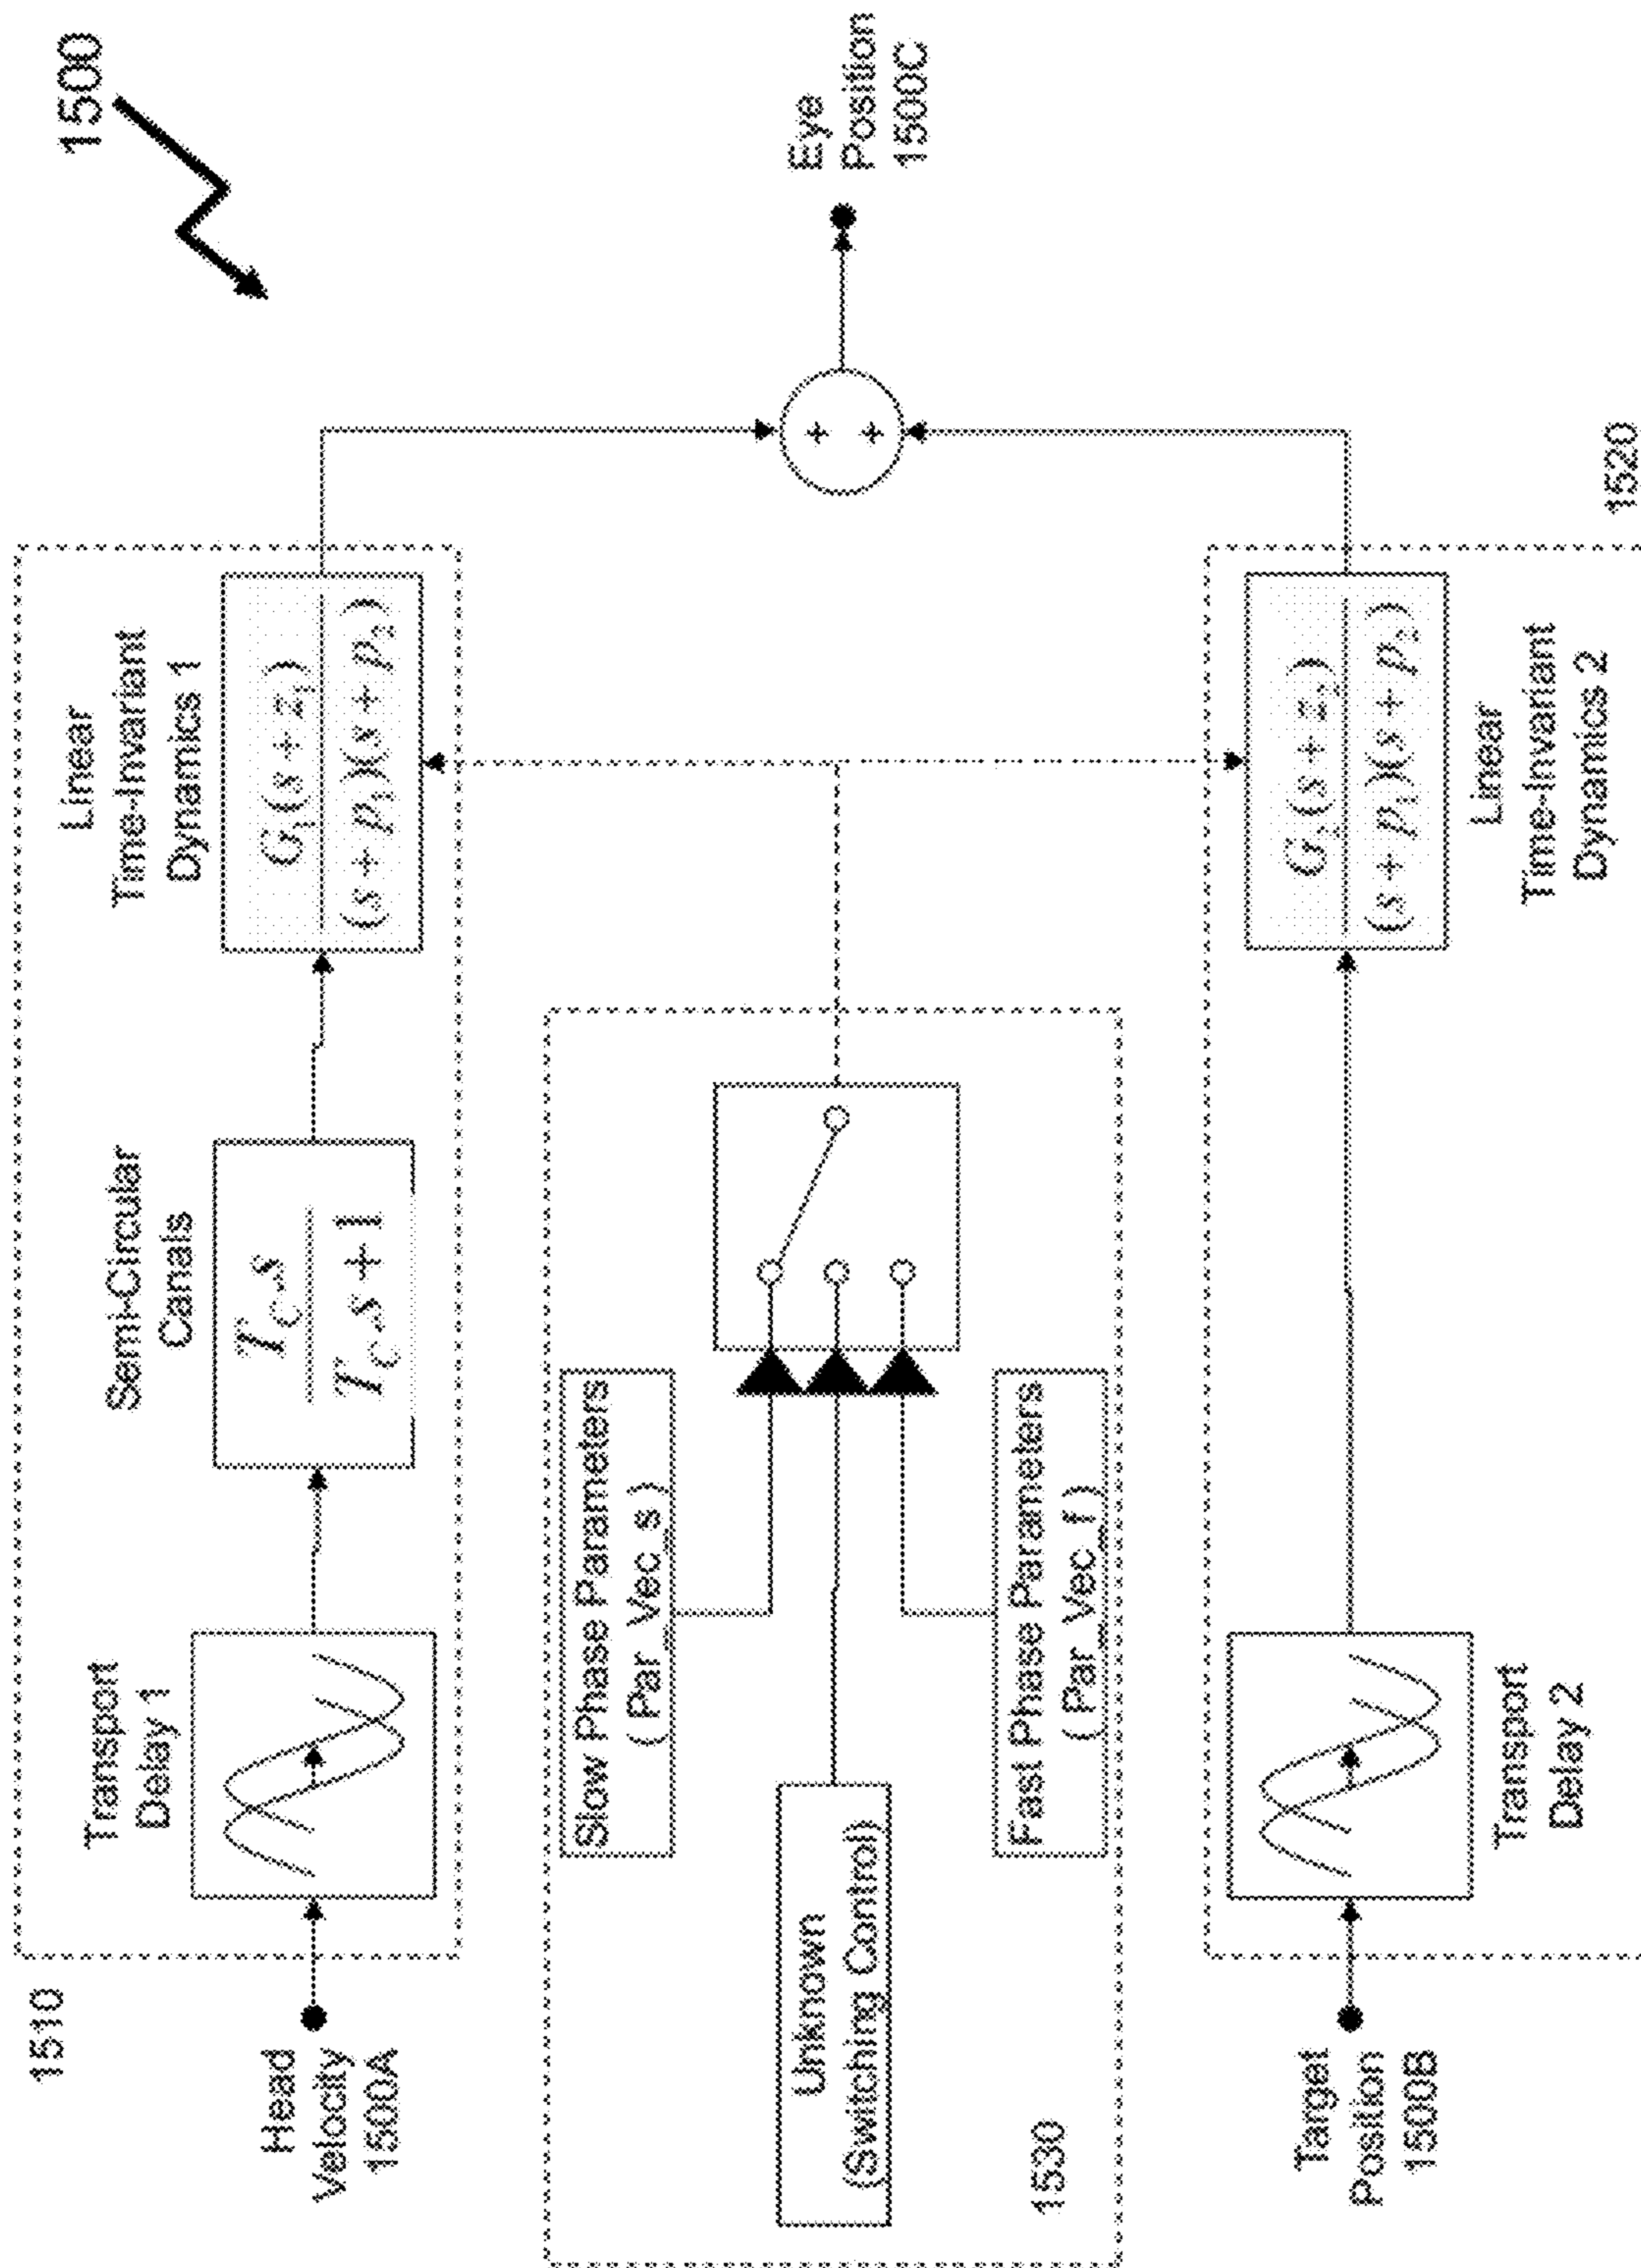 1500
1510
Head
Velocity
1500A
Transport
Delay 1
Semi-Circular
Canals
T_C s
T_C s + 1
Linear
Time-Invariant
Dynamics 1
G_1(s + z_1)
(s + p_1)(s + p_2)
Slow Phase Parameters
( Par_Vec_s )
Unknown
(Switching Control)
Fast Phase Parameters
( Par_Vec_f )
1530
+
+
Eye
Position
1500C
Target
Position
1500B
Transport
Delay 2
(s + z_2)
(s + p_1)(s + p_2)
Linear
Time-Invariant
Dynamics 2
1520